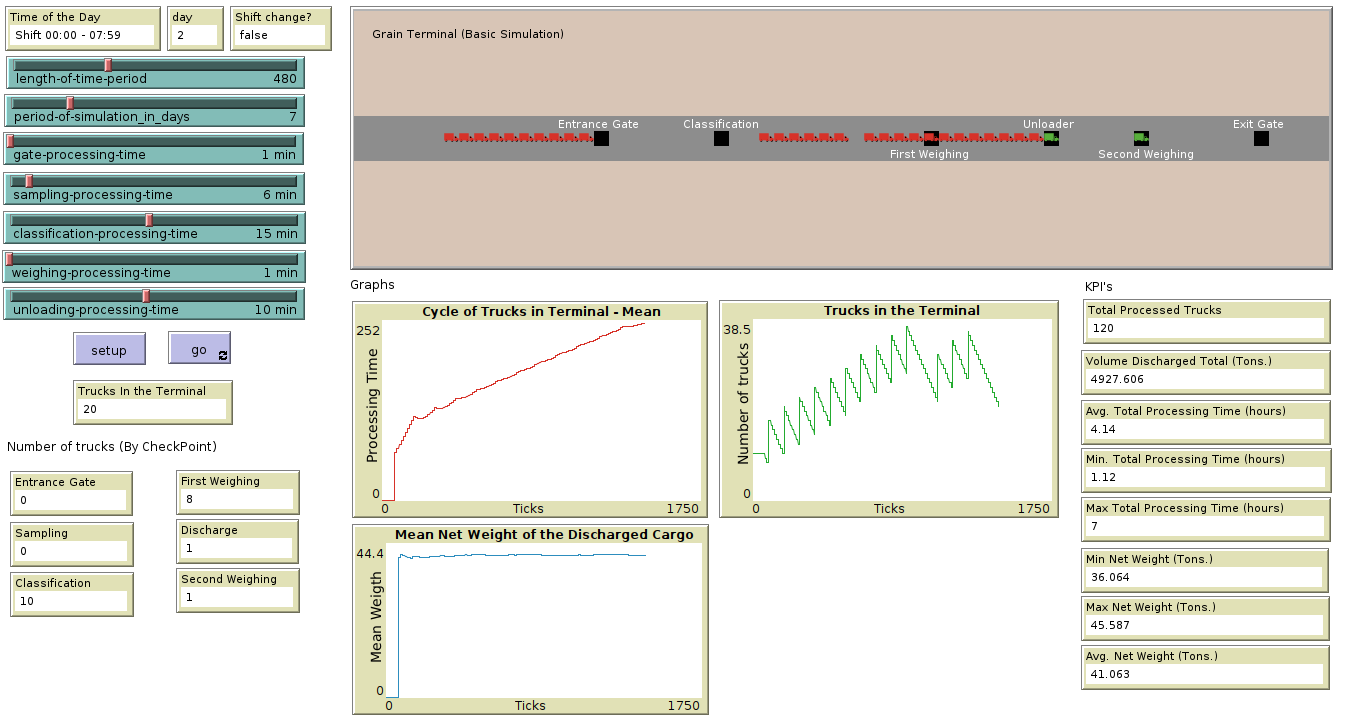 Time of the Day
Shift 00:00 - 07:59
day
2
Shift change?
false
length-of-time-period 480
period-of-simulation_in_days 7
gate-processing-time 1 min
sampling-processing-time 6 min
classification-processing-time 15 min
weighing-processing-time 1 min
unloading-processing-time 10 min
setup
go
Trucks In the Terminal
20
Number of trucks (By CheckPoint)
Entrance Gate
0
Sampling
0
Classification
10
First Weighing
8
Discharge
1
Second Weighing
1
Grain Terminal (Basic Simulation)
Entrance Gate
Classification
First Weighing
Unloader
Second Weighing
Exit Gate
Graphs
Cycle of Trucks in Terminal - Mean
252
Processing Time
0
0 Ticks 1750
Trucks in the Terminal
38.5
Number of trucks
0
0 Ticks 1750
Mean Net Weight of the Discharged Cargo
44.4
Mean Weigth
0
0 Ticks 1750
KPI's
Total Processed Trucks
120
Volume Discharged Total (Tons.)
4927.606
Avg. Total Processing Time (hours)
4.14
Min. Total Processing Time (hours)
1.12
Max Total Processing Time (hours)
7
Min Net Weight (Tons.)
36.064
Max Net Weight (Tons.)
45.587
Avg. Net Weight (Tons.)
41.063